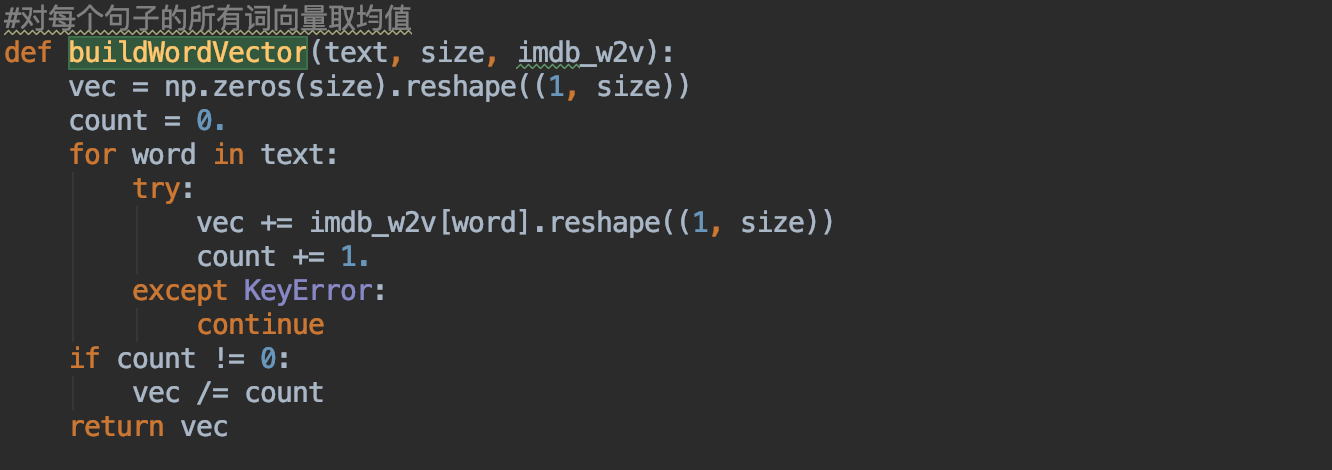 #对每个句子的所有词向量取均值
def buildWordVector(text, size, imdb_w2v):
    vec = np.zeros(size).reshape((1, size))
    count = 0.
    for word in text:
        try:
            vec += imdb_w2v[word].reshape((1, size))
            count += 1.
        except KeyError:
            continue
    if count != 0:
        vec /= count
    return vec